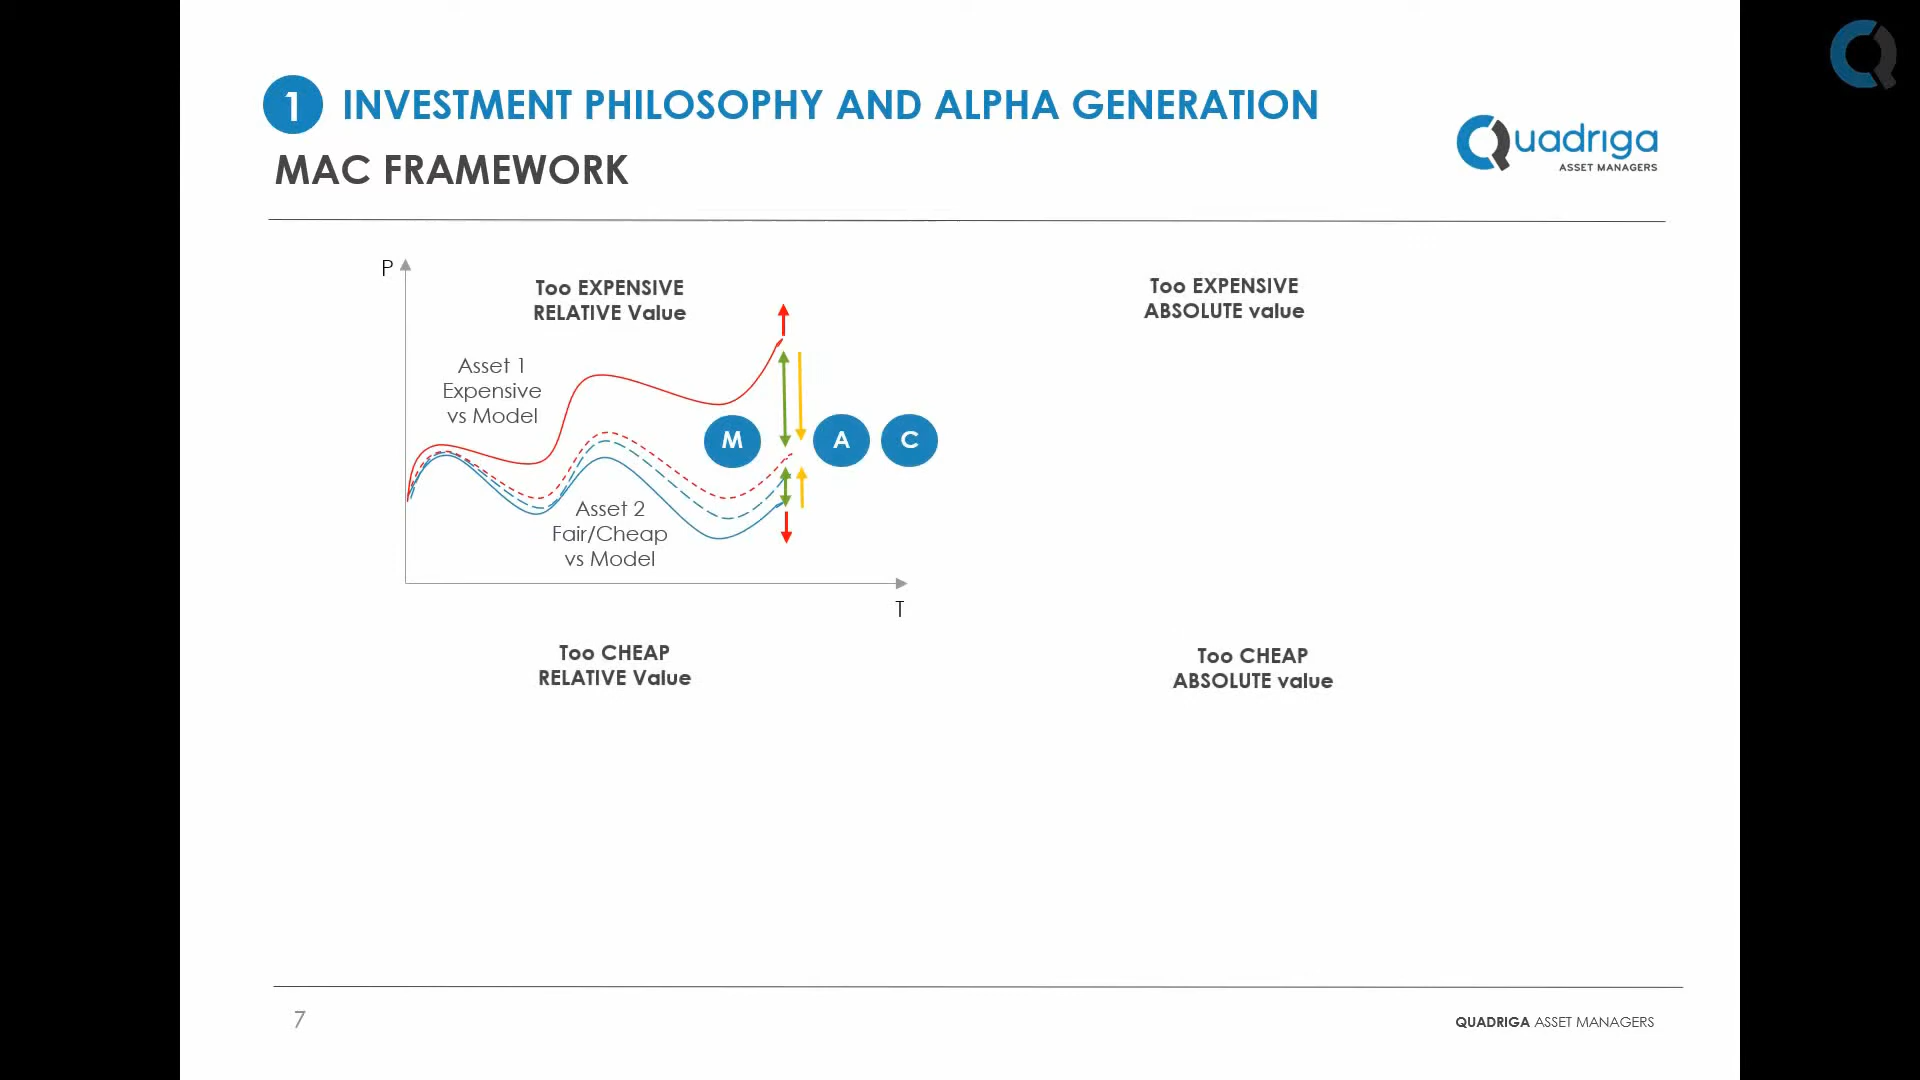 1 INVESTMENT PHILOSOPHY AND ALPHA GENERATION
MAC FRAMEWORK
Quadriga
ASSET MANAGERS
P
Too EXPENSIVE
RELATIVE Value
Asset 1
Expensive
vs Model
M A C
Asset 2
Fair/Cheap
vs Model
T
Too EXPENSIVE
ABSOLUTE value
Too CHEAP
RELATIVE Value
Too CHEAP
ABSOLUTE value
7
QUADRIGA ASSET MANAGERS